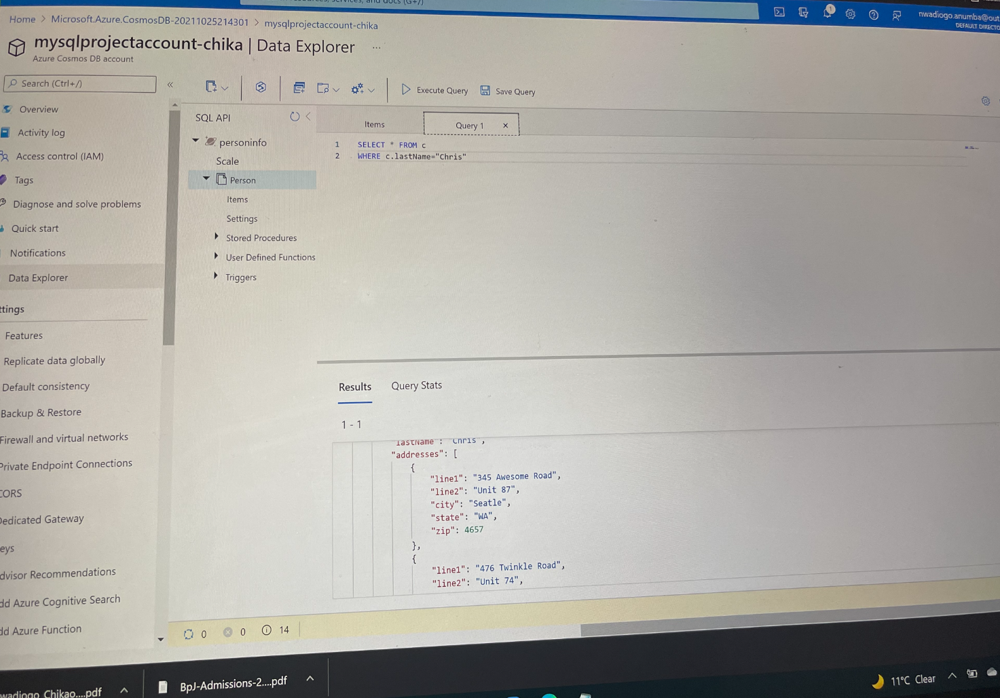 Home > Microsoft.Azure.CosmosDB-20211025214301 > mysqlprojectaccount-chika
nwadiogo.anumba@out
DEFAULT DIRECTO
1
mysqlprojectaccount-chika | Data Explorer ...
Azure Cosmos DB account
Search (Ctrl+/)
«
Execute Query
Save Query
Overview
Activity log
Access control (IAM)
Tags
Diagnose and solve problems
Quick start
Notifications
Data Explorer
ttings
Features
Replicate data globally
Default consistency
Backup & Restore
Firewall and virtual networks
Private Endpoint Connections
CORS
Dedicated Gateway
eys
dvisor Recommendations
dd Azure Cognitive Search
dd Azure Function
SQL API
personinfo
Scale
Person
Items
Settings
Stored Procedures
User Defined Functions
Triggers
Items
Query 1 ×
1 SELECT * FROM c
2 WHERE c.lastName="Chris"
Results
Query Stats
1 - 1
lastName": "Chris",
"addresses": [
{
"line1": "345 Awesome Road",
"line2": "Unit 87",
"city": "Seatle",
"state": "WA",
"zip": 4657
},
{
"line1": "476 Twinkle Road",
"line2": "Unit 74",
0
0
14
wadiogo Chikao....pdf
BpJ-Admissions-2....pdf
11°C Clear